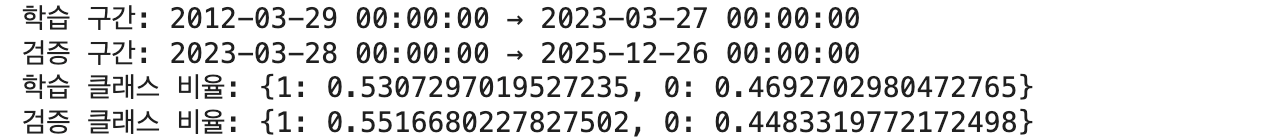 학습 구간: 2012-03-29 00:00:00 → 2023-03-27 00:00:00
검증 구간: 2023-03-28 00:00:00 → 2025-12-26 00:00:00
학습 클래스 비율: {1: 0.5307297019527235, 0: 0.4692702980472765}
검증 클래스 비율: {1: 0.5516680227827502, 0: 0.4483319772172498}